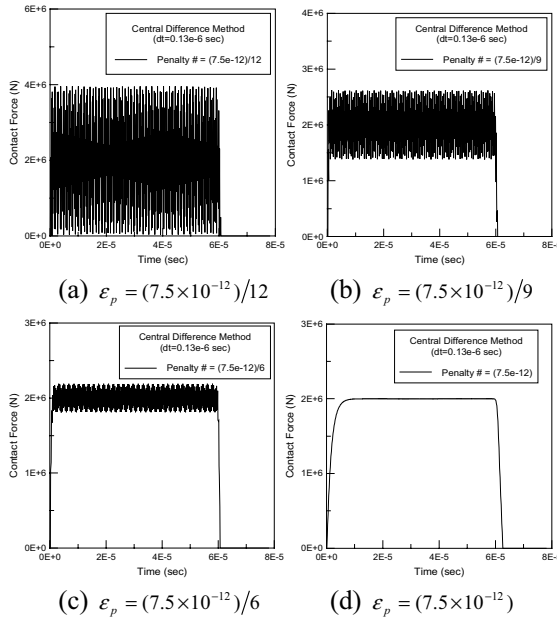 Central Difference Method
(dt=0.13e-6 sec)
Penalty # = (7.5e-12)/12
Contact Force (N)
6E+6
4E+6
2E+6
0E+0
0E+0 2E-5 4E-5 6E-5 8E-5
Time (sec)
(a) εₚ = (7.5×10⁻¹²)/12
Central Difference Method
(dt=0.13e-6 sec)
Penalty # = (7.5e-12)/9
Contact Force (N)
4E+6
3E+6
2E+6
1E+6
0E+0
0E+0 2E-5 4E-5 6E-5 8E-
Time (sec)
(b) εₚ = (7.5×10⁻¹²)/9
Central Difference Method
(dt=0.13e-6 sec)
Penalty # = (7.5e-12)/6
Contact Force (N)
3E+6
2E+6
1E+6
0E+0
0E+0 2E-5 4E-5 6E-5 8E-5
Time (sec)
(c) εₚ = (7.5×10⁻¹²)/6
Central Difference Method
(dt=0.13e-6 sec)
Penalty # = (7.5e-12)
Contact Force (N)
3E+6
2E+6
1E+6
0E+0
0E+0 2E-5 4E-5 6E-5 8E-5
Time (sec)
(d) εₚ = (7.5×10⁻¹²)